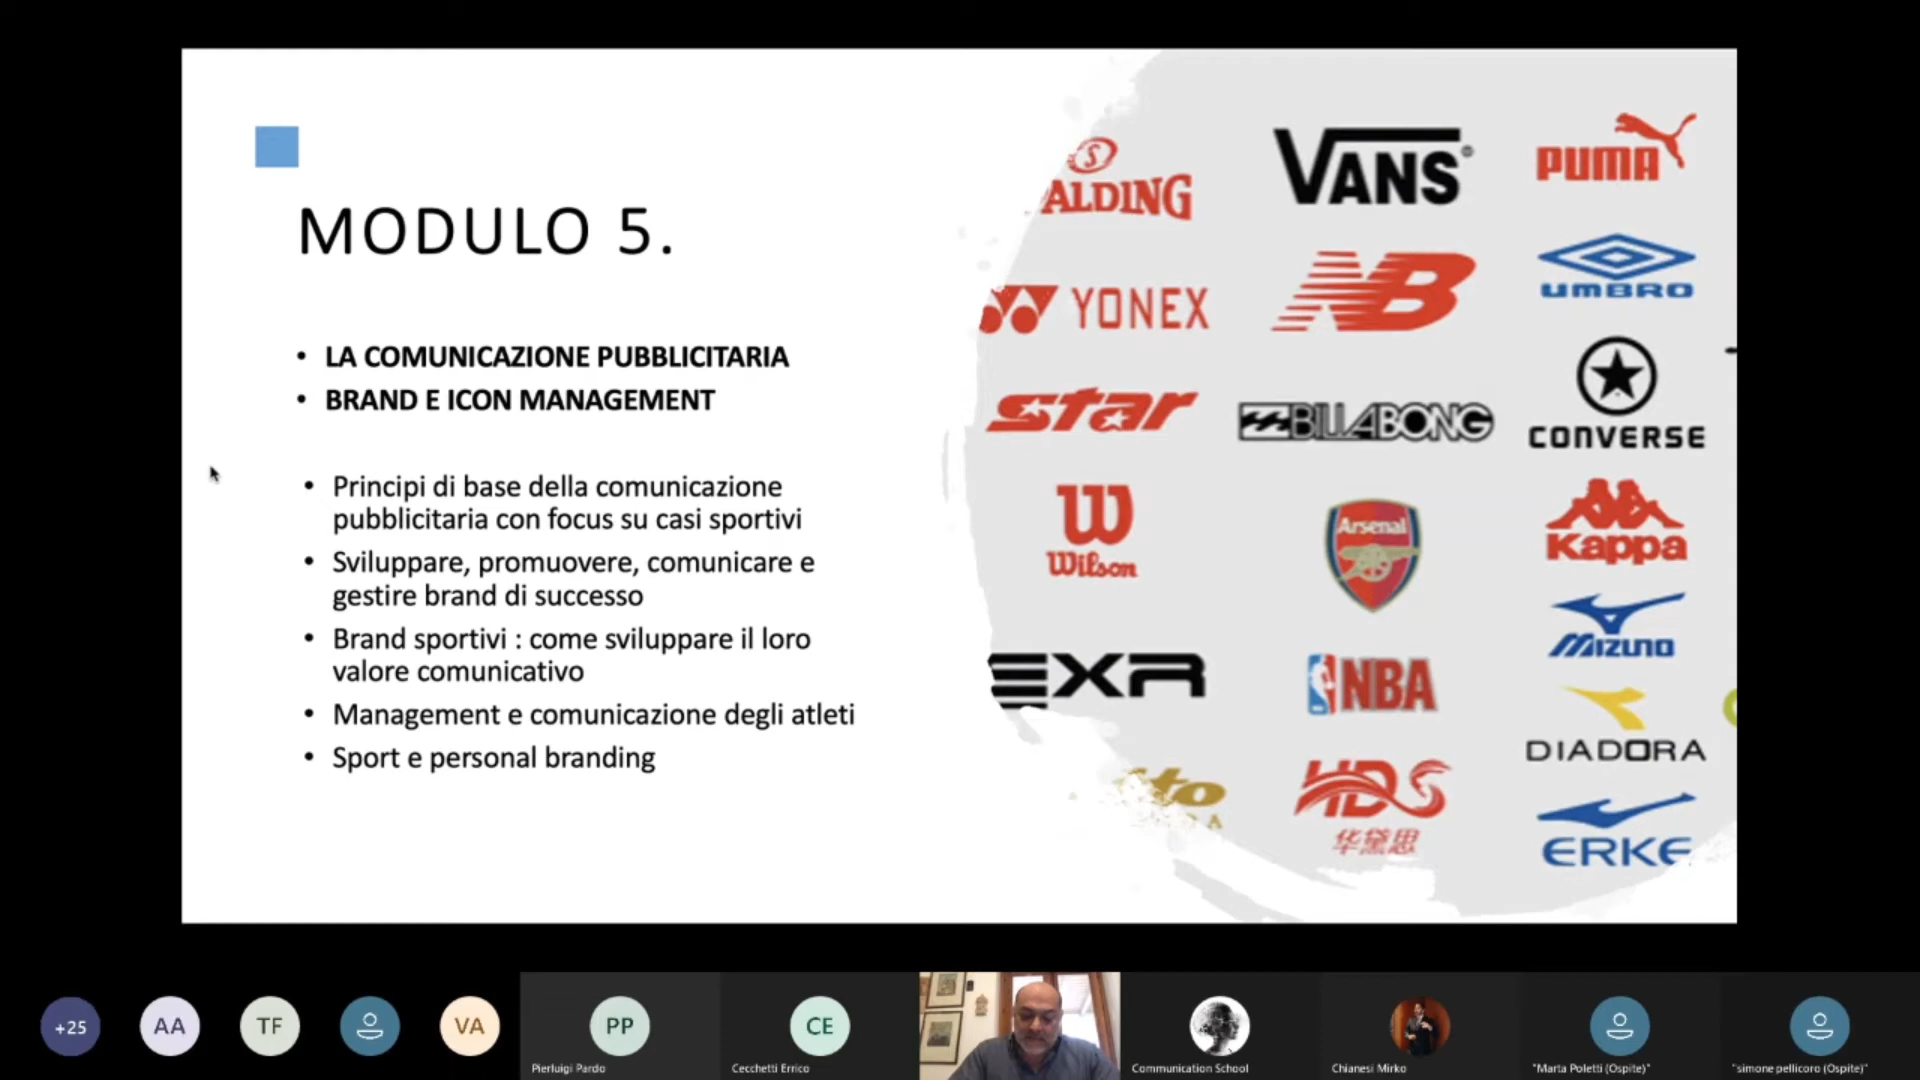 MODULO 5.
• LA COMUNICAZIONE PUBBLICITARIA
• BRAND E ICON MANAGEMENT
• Principi di base della comunicazione
pubblicitaria con focus su casi sportivi
• Sviluppare, promuovere, comunicare e
gestire brand di successo
• Brand sportivi : come sviluppare il loro
valore comunicativo
• Management e comunicazione degli atleti
• Sport e personal branding
S
ALDING
VANS
PUMA
YONEX
NB
UMBRO
star
BILLABONG
CONVERSE
W
Wilson
Arsenal
Kappa
MIZUNO
EXR
NBA
DIADORA
HDS
华黛思
ERKE
+25
AA
TF
VA
PP
CE
Pierluigi Pardo
Cecchetti Errico
Communication School
Chianesi Mirko
"Marta Poletti (Ospite)"
"simone pellicoro (Ospite)"